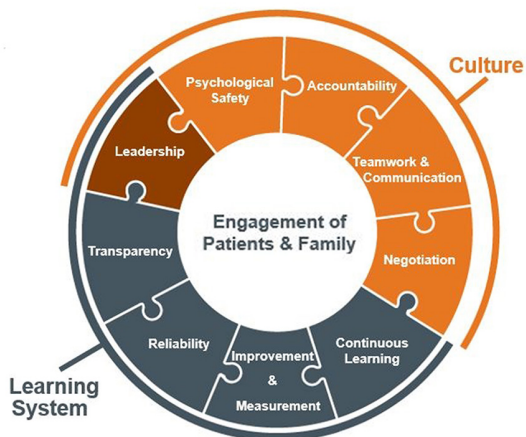 Culture
Psychological
Safety
Accountability
Leadership
Teamwork &
Communication
Engagement of
Patients & Family
Transparency
Negotiation
Reliability
Improvement
&
Measurement
Continuous
Learning
Learning
System